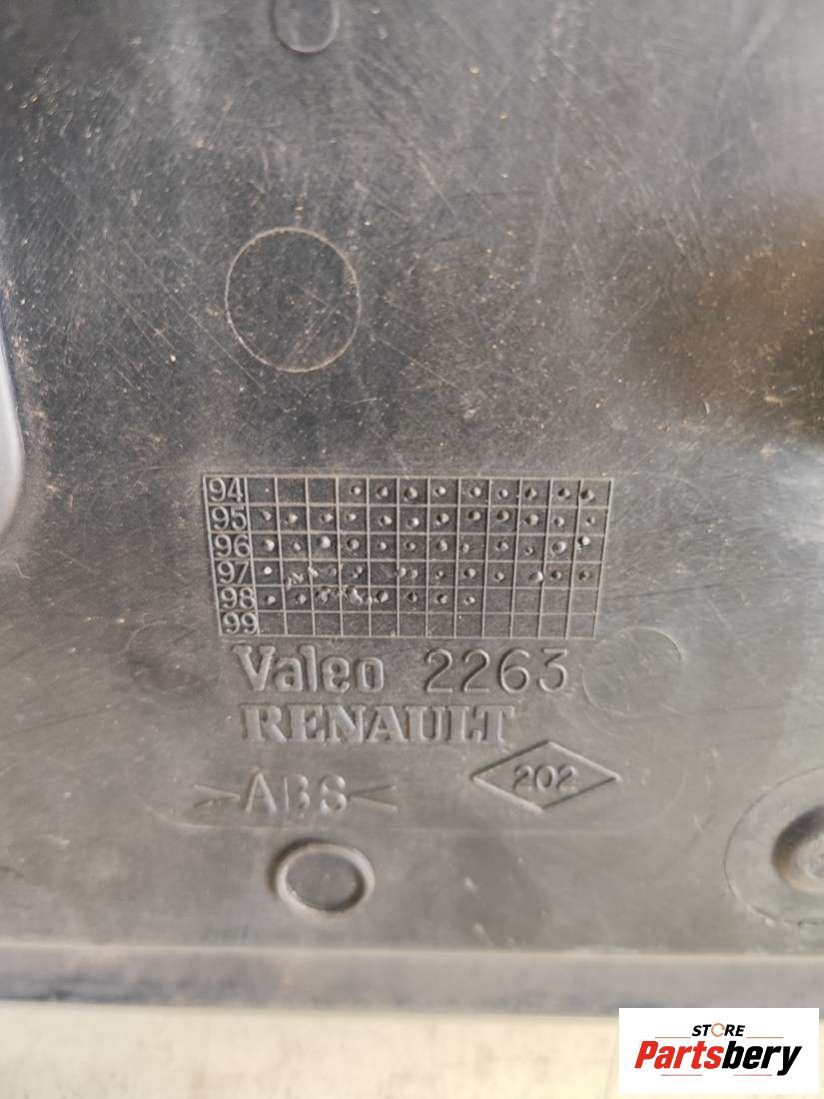 94
95
96
97
98
99
Valeo 2263
RENAULT
>ABS<
202
STORE
Partsbery